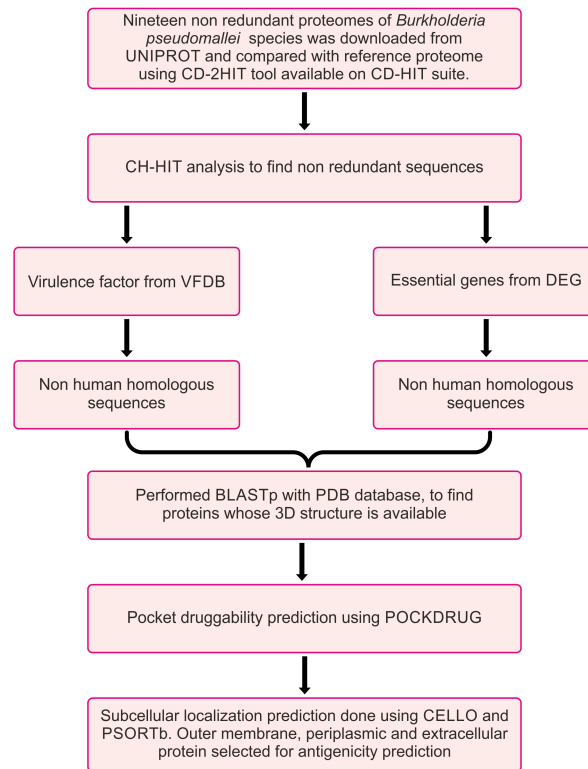 Nineteen non redundant proteomes of Burkholderia
pseudomallei species was downloaded from
UNIPROT and compared with reference proteome
using CD-2HIT tool available on CD-HIT suite.
CH-HIT analysis to find non redundant sequences
Virulence factor from VFDB
Essential genes from DEG
Non human homologous
sequences
Non human homologous
sequences
Performed BLASTp with PDB database, to find
proteins whose 3D structure is available
Pocket druggability prediction using POCKDRUG
Subcellular localization prediction done using CELLO and
PSORTb. Outer membrane, periplasmic and extracellular
protein selected for antigenicity prediction